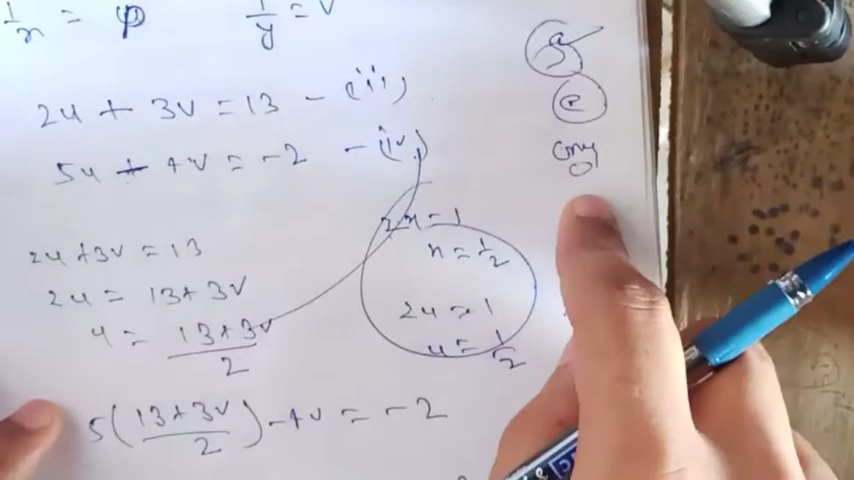 1/x = p 1/y = v
2u + 3v = 13 - (iii)
5u + 4v = -2 - (iv)
2u + 3v = 13
2u = 13 + 3v
u = 13 + 3v / 2
5(13 + 3v / 2) - 4v = -2
2x = 1
x = 1/2
2u = 1
u = 1/2